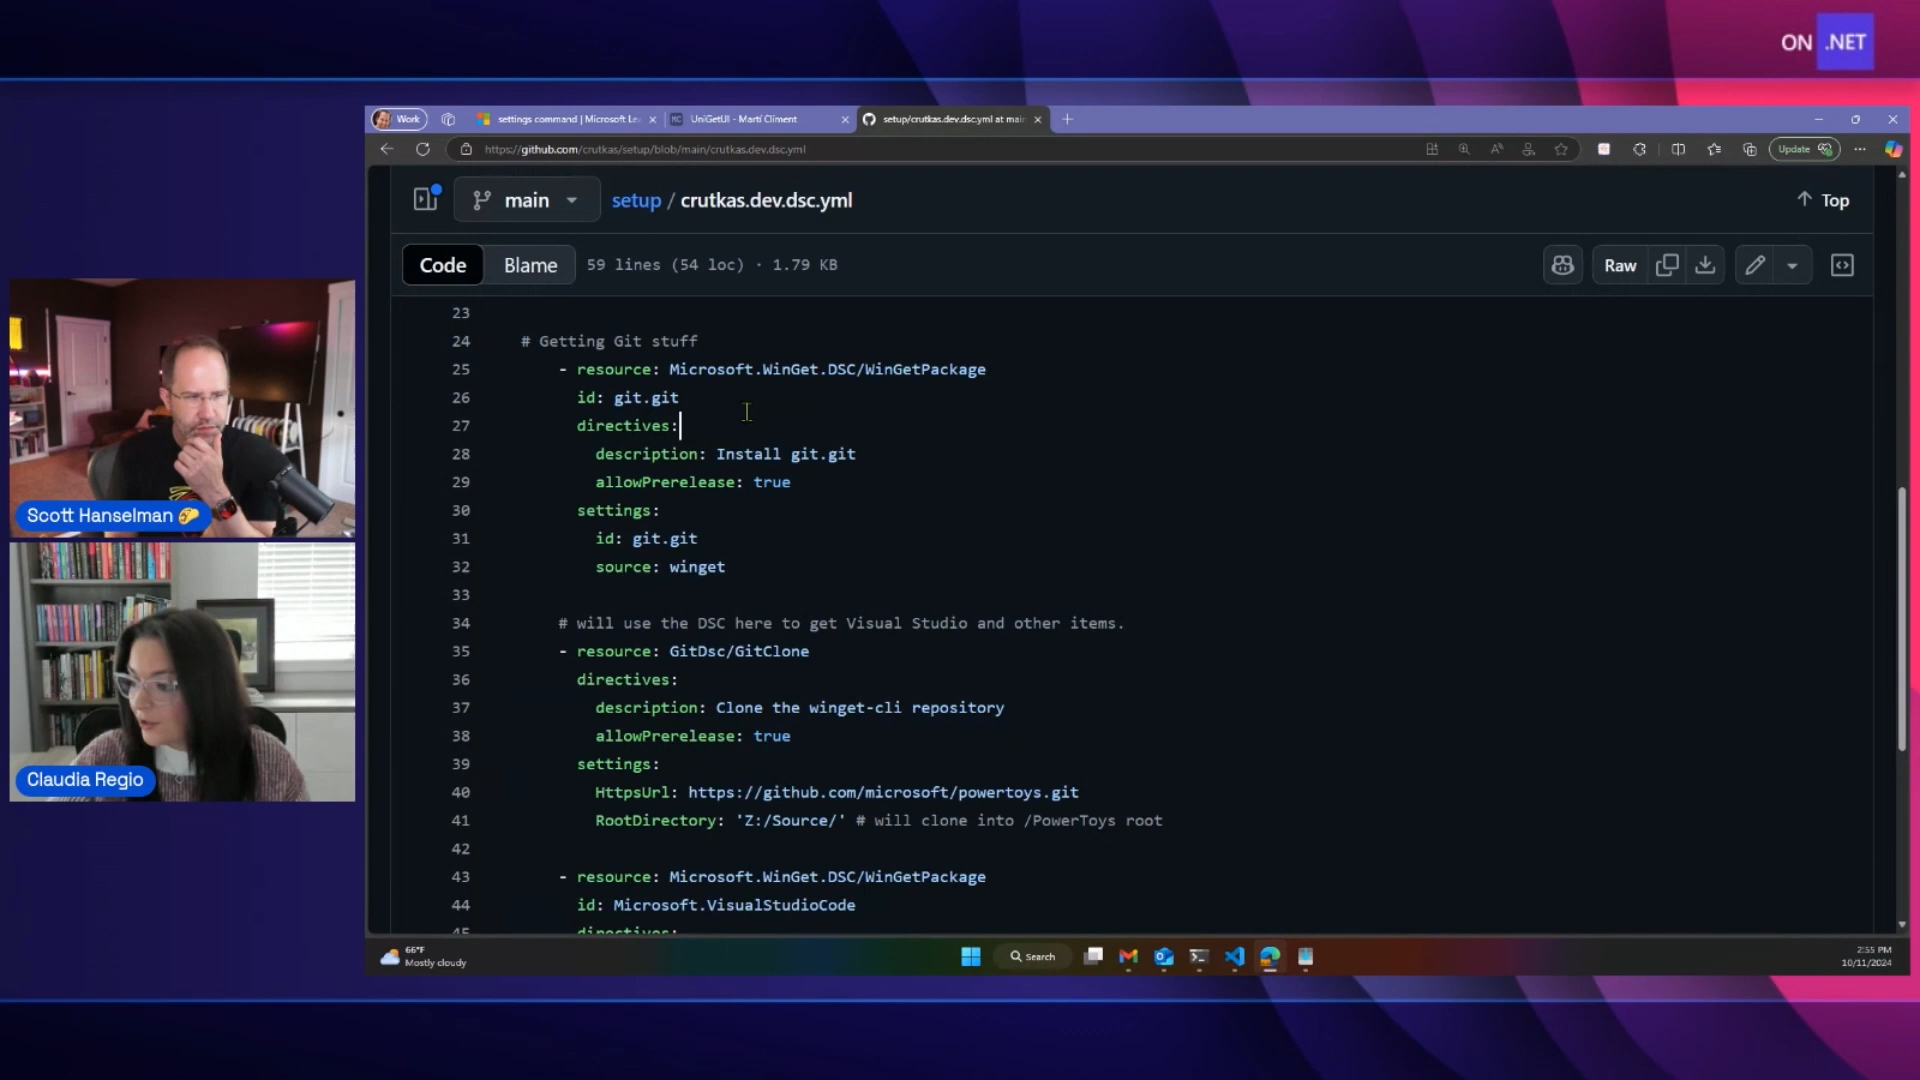 ON .NET
Work
settings command | Microsoft Le
UniGetUI - Martí Climent
setup/crutkas.dev.dsc.yml at main
https://github.com/crutkas/setup/blob/main/crutkas.dev.dsc.yml
Update
main
setup / crutkas.dev.dsc.yml
Top
Code
Blame
59 lines (54 loc) · 1.79 KB
Raw
23
24 # Getting Git stuff
25 - resource: Microsoft.WinGet.DSC/WinGetPackage
26 id: git.git
27 directives:
28 description: Install git.git
29 allowPrerelease: true
30 settings:
31 id: git.git
32 source: winget
33
34 # will use the DSC here to get Visual Studio and other items.
35 - resource: GitDsc/GitClone
36 directives:
37 description: Clone the winget-cli repository
38 allowPrerelease: true
39 settings:
40 HttpsUrl: https://github.com/microsoft/powertoys.git
41 RootDirectory: 'Z:/Source/' # will clone into /PowerToys root
42
43 - resource: Microsoft.WinGet.DSC/WinGetPackage
44 id: Microsoft.VisualStudioCode
45 directives:
Scott Hanselman 🌮
Claudia Regio
66°F
Mostly cloudy
Search
2:55 PM
10/11/2024